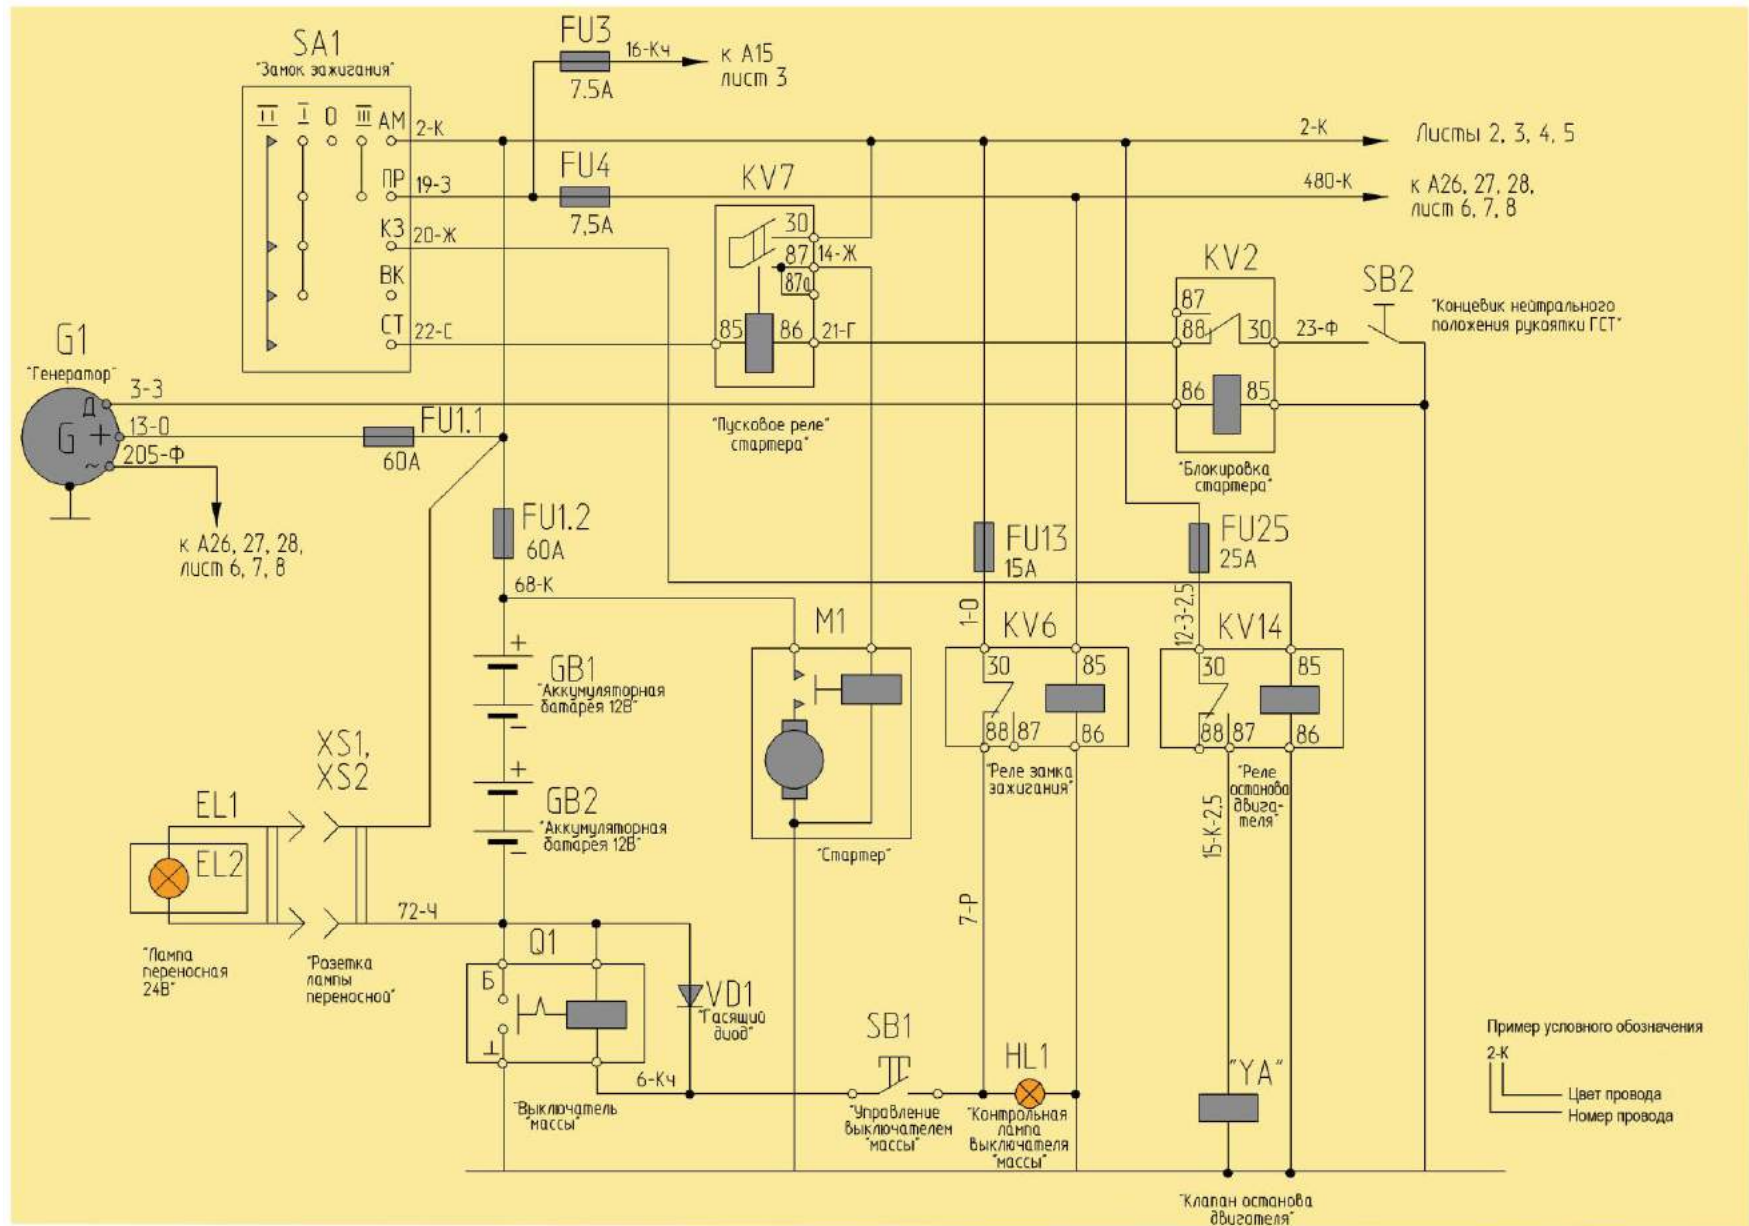 SA1
"Замок зажигания"
II I 0 III АМ
2-К
ПР
19-З
КЗ
20-Ж
ВК
СТ
22-С
FU3
16-Кч
7.5А
к А15
лист 3
FU4
7,5А
KV7
30
87
14-Ж
87а
85
86
21-Г
"Пусковое реле"
стартера"
2-К
Листы 2, 3, 4, 5
480-К
к А26, 27, 28,
лист 6, 7, 8
KV2
87
88
30
23-Ф
86
85
"Блокировка
стартера"
SB2
"Концевик нейтрального
положения рукоятки ГСТ"
G1
"Генератор"
Д
3-З
G
+
13-О
~
205-Ф
FU1.1
60А
к А26, 27, 28,
лист 6, 7, 8
FU1.2
60А
68-К
+
GB1
"Аккумуляторная
батарея 12В"
−
+
GB2
"Аккумуляторная
батарея 12В"
−
M1
"Стартер"
FU13
15А
1-О
KV6
30
85
88
87
86
"Реле замка
зажигания"
7-Р
FU25
25А
12-З-2,5
KV14
30
85
88
87
86
"Реле
останова
двига-
теля"
15-К-2,5
XS1,
XS2
EL1
EL2
"Лампа
переносная
24В"
"Розетка
лампы
переносной"
72-Ч
Q1
Б
⊥
"Выключатель
"массы"
VD1
"Гасящий
диод"
6-Кч
SB1
"Управление
выключателем
"массы"
HL1
"Контрольная
лампа
выключателя
"массы"
"YA"
"Клапан останова
двигателя"
Пример условного обозначения
2-К
Цвет провода
Номер провода